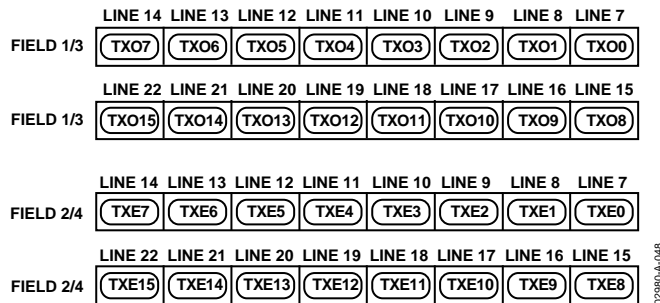 LINE 14 LINE 13 LINE 12 LINE 11 LINE 10 LINE 9 LINE 8 LINE 7
FIELD 1/3 TXO7 TXO6 TXO5 TXO4 TXO3 TXO2 TXO1 TXO0
LINE 22 LINE 21 LINE 20 LINE 19 LINE 18 LINE 17 LINE 16 LINE 15
FIELD 1/3 TXO15 TXO14 TXO13 TXO12 TXO11 TXO10 TXO9 TXO8
LINE 14 LINE 13 LINE 12 LINE 11 LINE 10 LINE 9 LINE 8 LINE 7
FIELD 2/4 TXE7 TXE6 TXE5 TXE4 TXE3 TXE2 TXE1 TXE0
LINE 22 LINE 21 LINE 20 LINE 19 LINE 18 LINE 17 LINE 16 LINE 15
FIELD 2/4 TXE15 TXE14 TXE13 TXE12 TXE11 TXE10 TXE9 TXE8